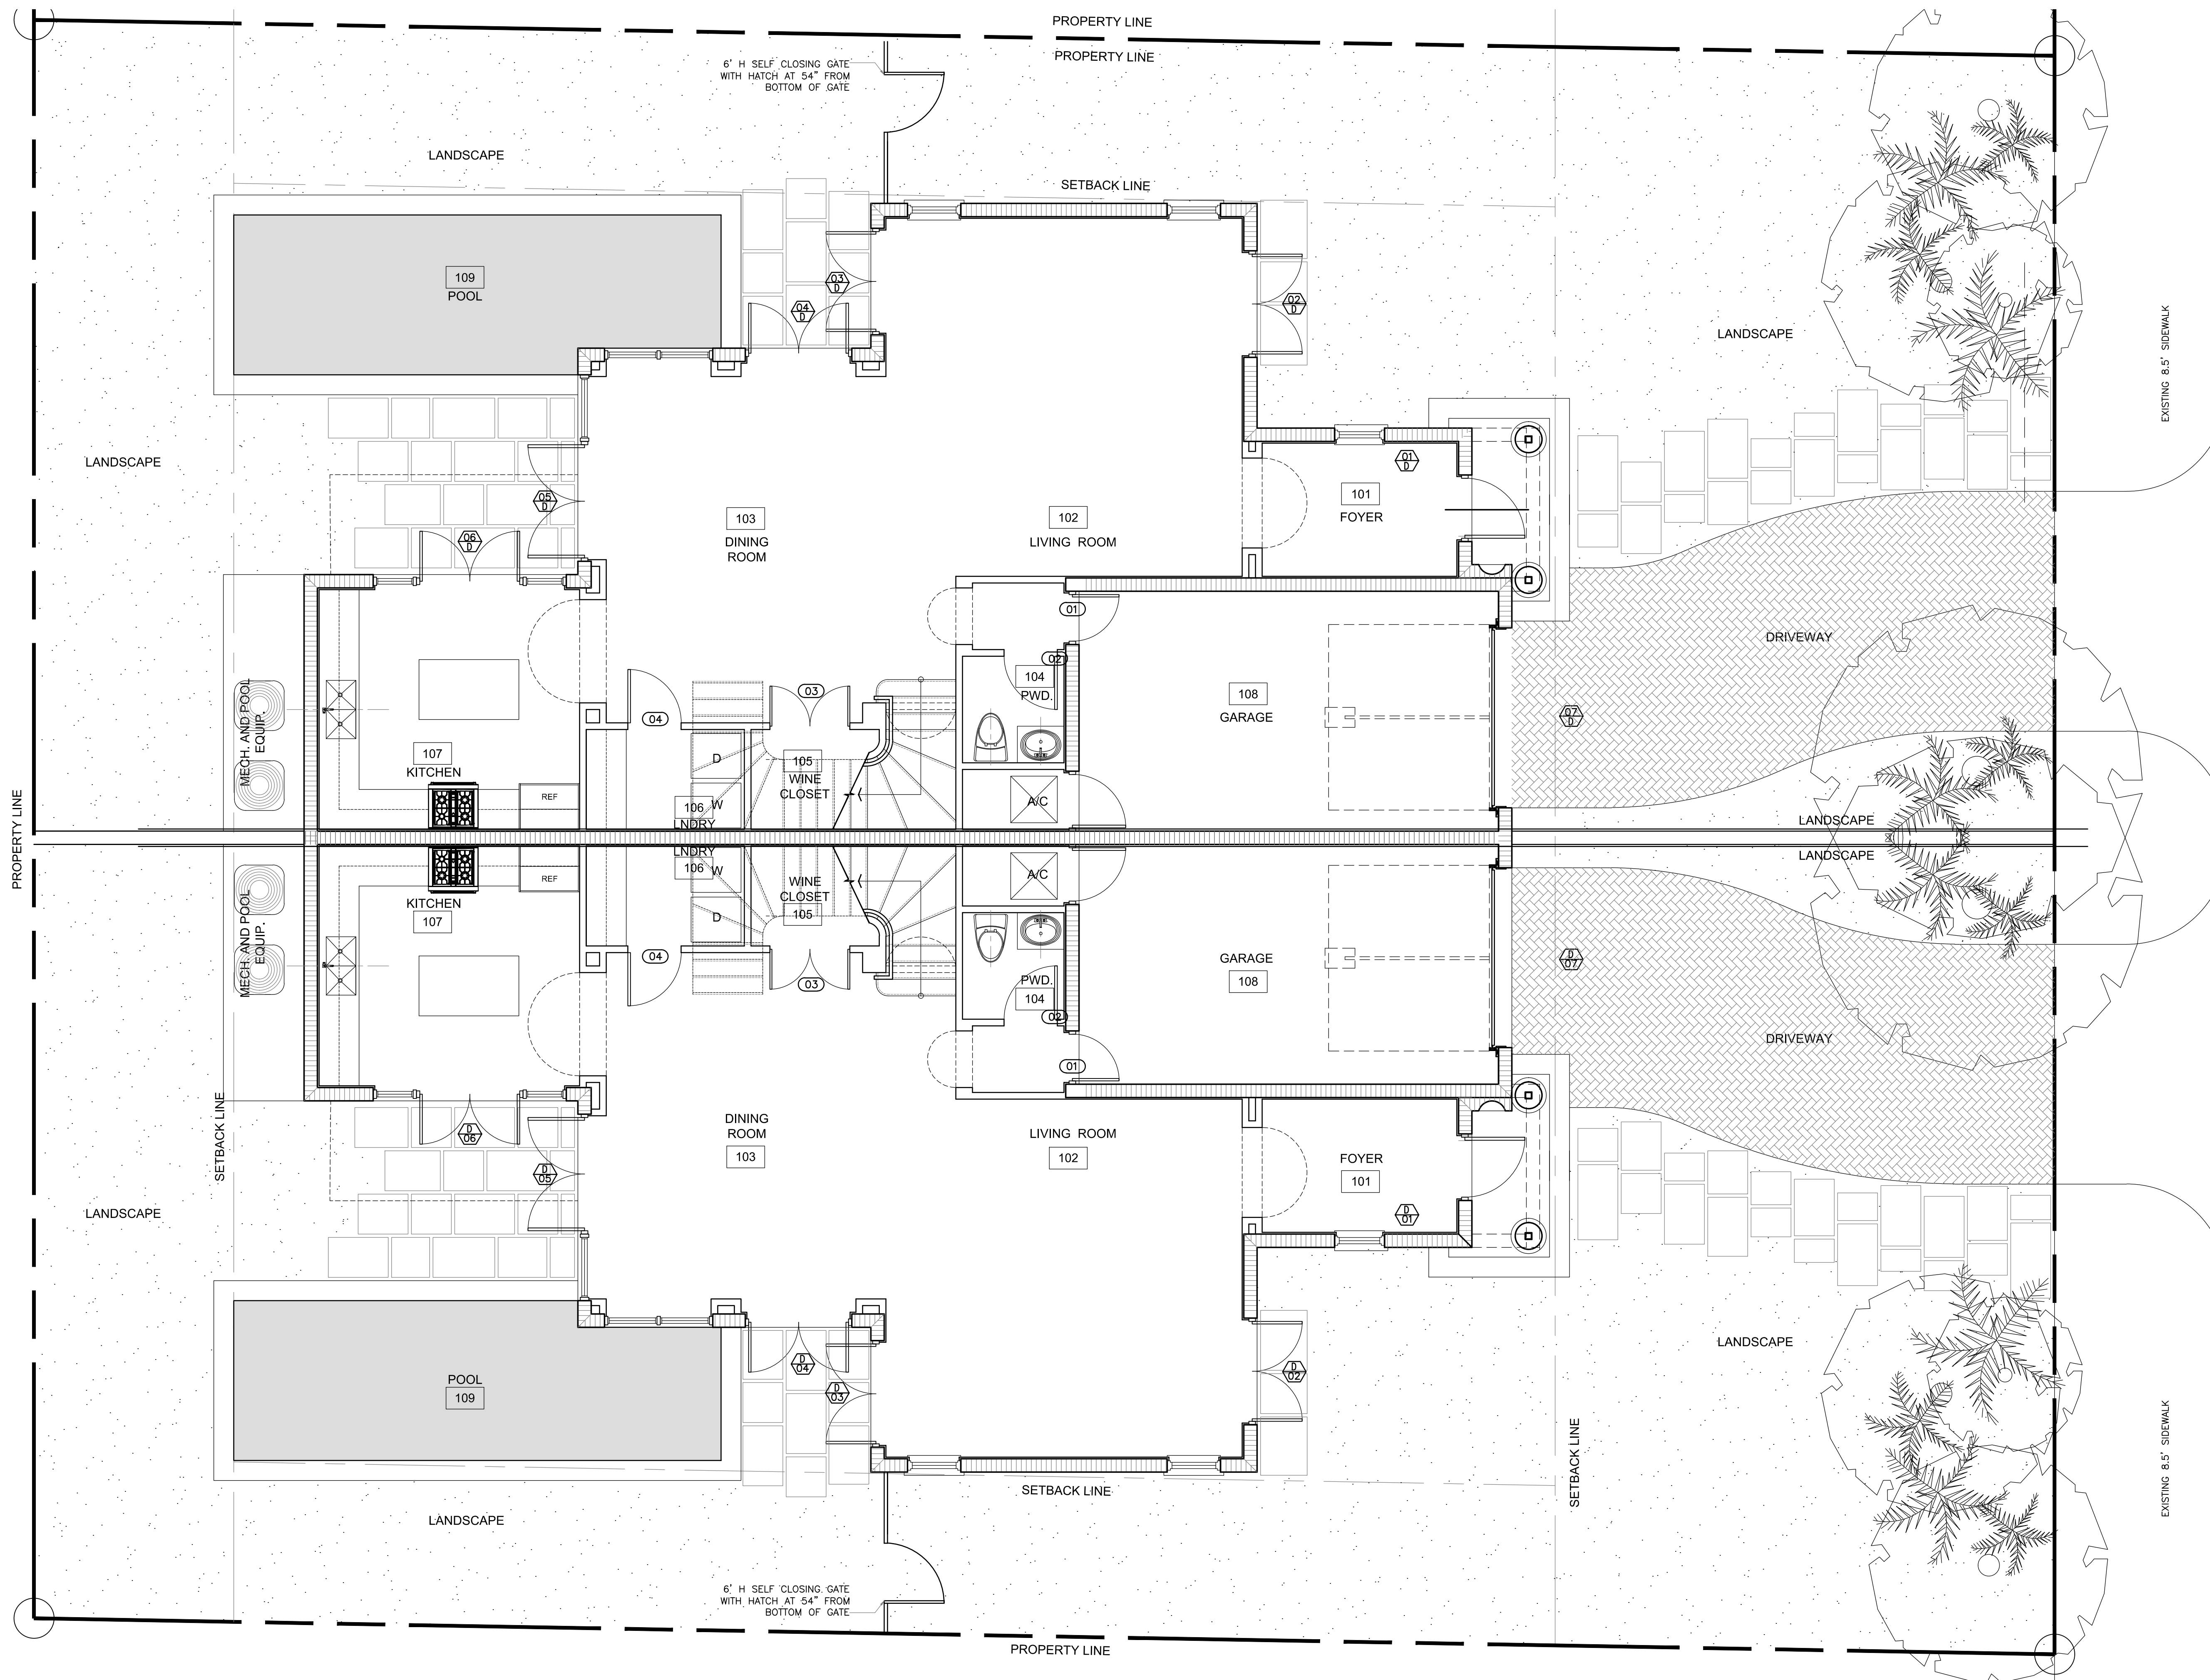 PROPERTY LINE
PROPERTY LINE
6' H SELF CLOSING GATE
WITH HATCH AT 54" FROM
BOTTOM OF GATE
LANDSCAPE
SETBACK LINE
109
POOL
03
D
04
D
02
D
LANDSCAPE
EXISTING 8.5' SIDEWALK
LANDSCAPE
01
D
101
FOYER
05
D
06
D
103
DINING
ROOM
102
LIVING ROOM
01
DRIVEWAY
02
104
PWD.
108
GARAGE
03
04
07
D
MECH. AND POOL
EQUIP.
107
KITCHEN
D
105
WINE
CLOSET
REF
106
W
LNDRY
A/C
LANDSCAPE
PROPERTY LINE
LANDSCAPE
LNDRY
106
W
REF
WINE
CLOSET
105
A/C
KITCHEN
107
D
MECH. AND POOL
EQUIP.
04
03
GARAGE
108
D
07
PWD.
104
02
DRIVEWAY
01
DINING
ROOM
103
LIVING ROOM
102
FOYER
101
D
06
D
05
D
01
SETBACK LINE
LANDSCAPE
LANDSCAPE
POOL
109
D
04
D
03
D
02
EXISTING 8.5' SIDEWALK
SETBACK LINE
SETBACK LINE
LANDSCAPE
6' H SELF CLOSING GATE
WITH HATCH AT 54" FROM
BOTTOM OF GATE
PROPERTY LINE